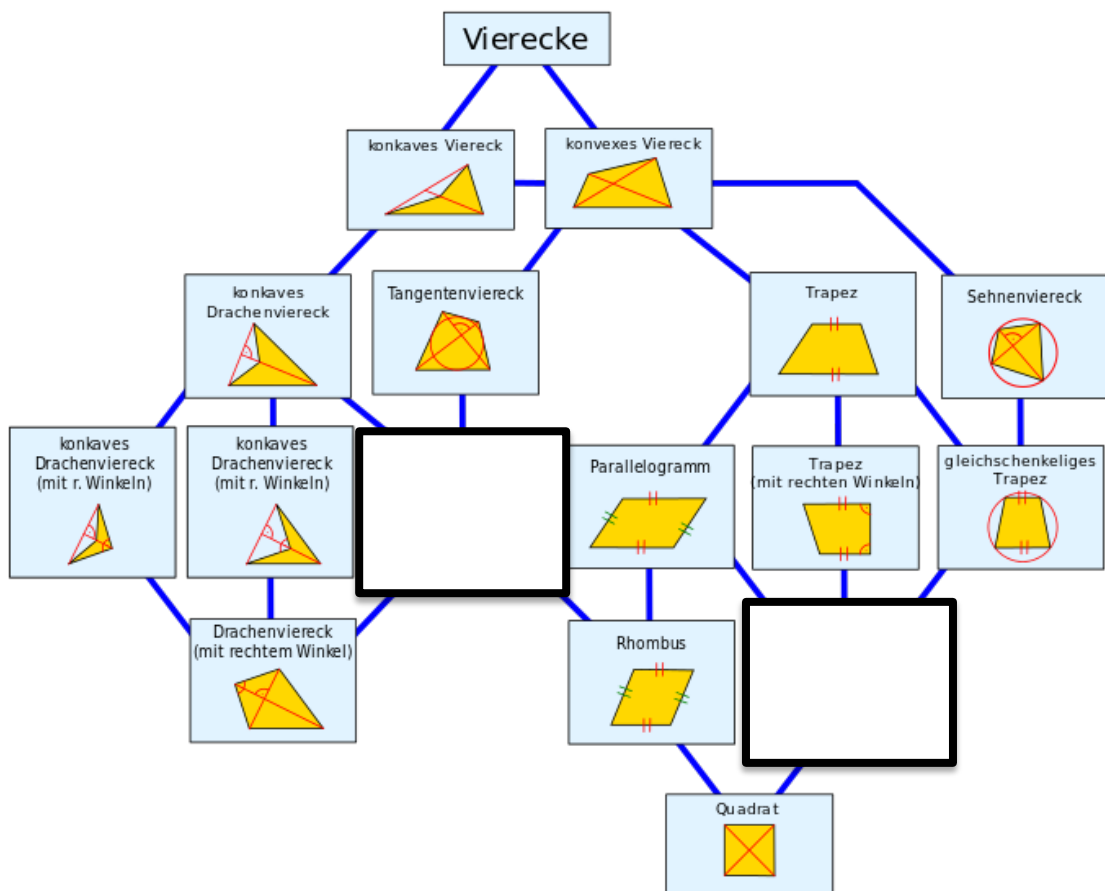 Vierecke
konkaves Viereck
konvexes Viereck
konkaves
Drachenviereck
Tangentenviereck
Trapez
Sehnenviereck
konkaves
Drachenviereck
(mit r. Winkeln)
konkaves
Drachenviereck
(mit r. Winkeln)
Parallelogramm
Trapez
(mit rechten Winkeln)
gleichschenkeliges
Trapez
Drachenviereck
(mit rechtem Winkel)
Rhombus
Quadrat